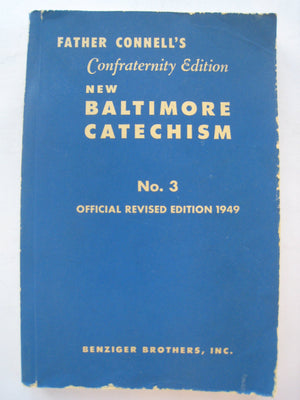 FATHER CONNELL'S
Confraternity Edition
NEW
BALTIMORE
CATECHISM
No. 3
OFFICIAL REVISED EDITION 1949
BENZIGER BROTHERS, INC.